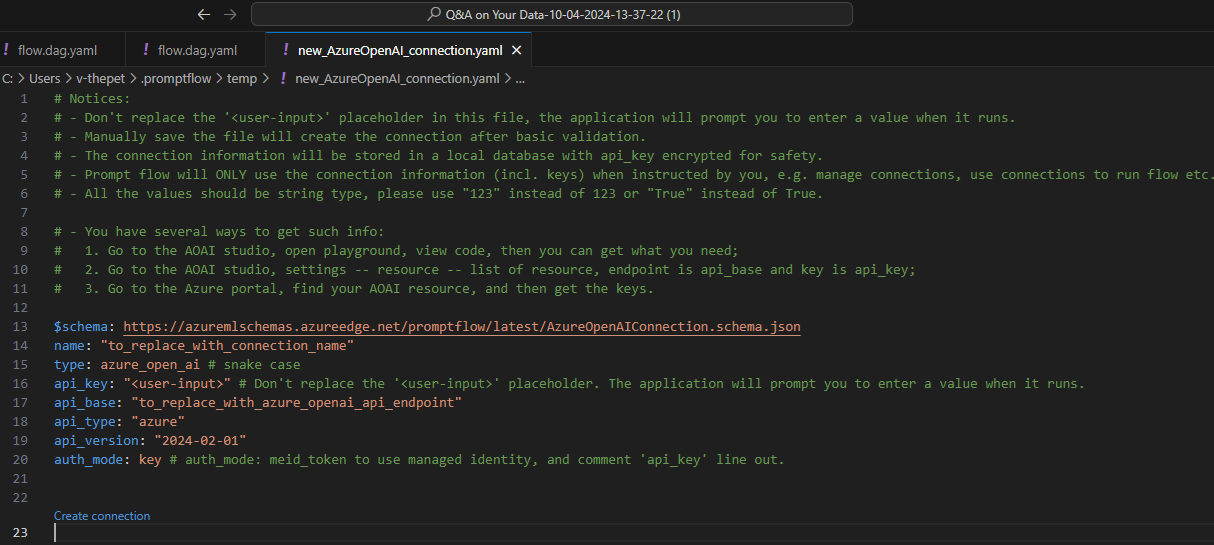 Q&A on Your Data-10-04-2024-13-37-22 (1)
! flow.dag.yaml ! flow.dag.yaml ! new_AzureOpenAI_connection.yaml
C: > Users > v-thepet > .promptflow > temp > ! new_AzureOpenAI_connection.yaml > ...
1 # Notices:
2 # - Don't replace the '<user-input>' placeholder in this file, the application will prompt you to enter a value when it runs.
3 # - Manually save the file will create the connection after basic validation.
4 # - The connection information will be stored in a local database with api_key encrypted for safety.
5 # - Prompt flow will ONLY use the connection information (incl. keys) when instructed by you, e.g. manage connections, use connections to run flow etc.
6 # - All the values should be string type, please use "123" instead of 123 or "True" instead of True.
7
8 # - You have several ways to get such info:
9 #   1. Go to the AOAI studio, open playground, view code, then you can get what you need;
10 #   2. Go to the AOAI studio, settings -- resource -- list of resource, endpoint is api_base and key is api_key;
11 #   3. Go to the Azure portal, find your AOAI resource, and then get the keys.
12
13 $schema: https://azuremlschemas.azureedge.net/promptflow/latest/AzureOpenAIConnection.schema.json
14 name: "to_replace_with_connection_name"
15 type: azure_open_ai # snake case
16 api_key: "<user-input>" # Don't replace the '<user-input>' placeholder. The application will prompt you to enter a value when it runs.
17 api_base: "to_replace_with_azure_openai_api_endpoint"
18 api_type: "azure"
19 api_version: "2024-02-01"
20 auth_mode: key # auth_mode: meid_token to use managed identity, and comment 'api_key' line out.
21
22
Create connection
23